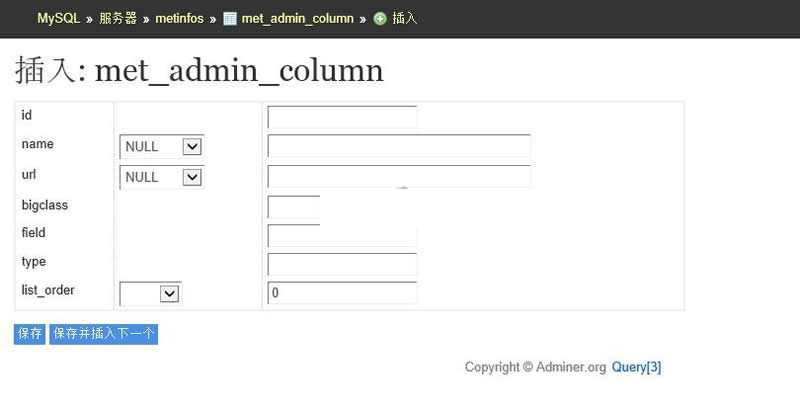 MySQL » 服务器 » metinfos » met_admin_column » 插入
插入: met_admin_column
id
name NULL
url NULL
bigclass
field
type
list_order 0
保存 保存并插入下一个
Copyright © Adminer.org Query[3]